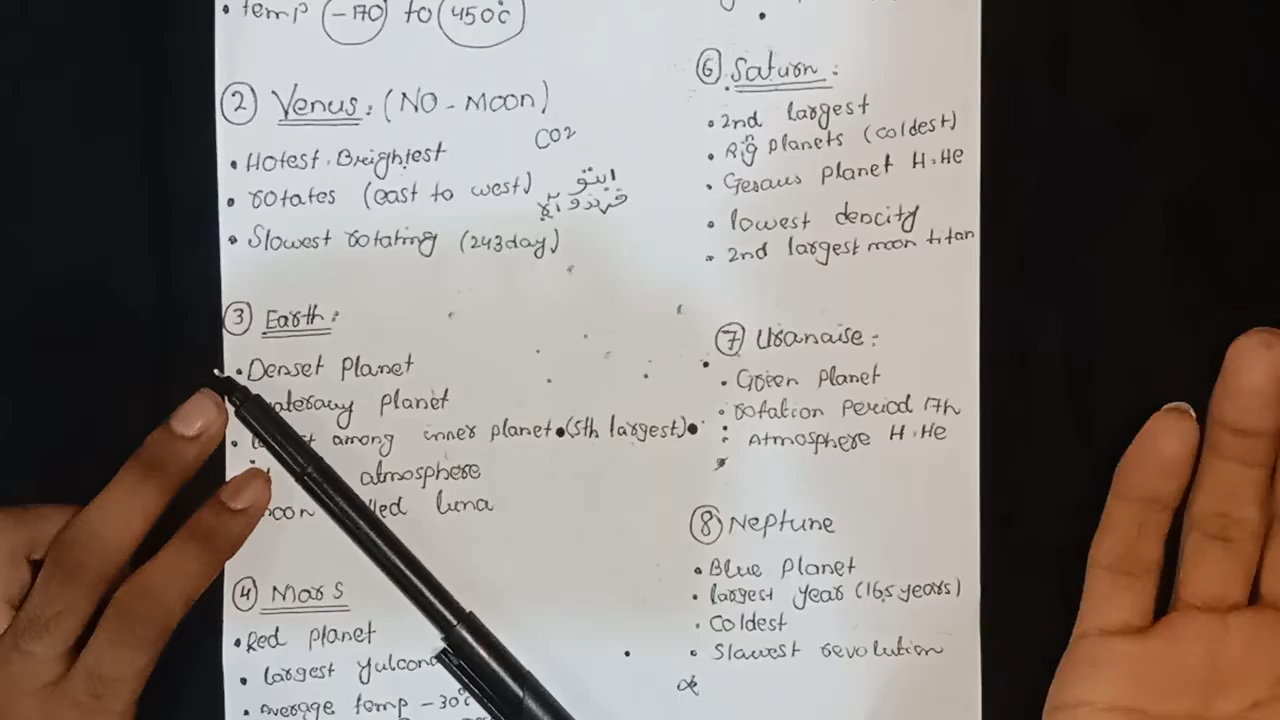 • temp -170 to 450°c
② Venus: (NO - MOON)
CO2
• Hotest, Brightest
• rotates (east to west)
• Slowest rotating (243day)
③ Earth:
• Denset Planet
planet
among inner planet • (5th largest) •
atmosphere
luna
④ Mars
• Red planet
• largest
• Average temp -30°c
⑥ Saturn:
• 2nd largest
• Ring planets (coldest)
• Gesaus planet H, He
• lowest dencity
• 2nd largest moon titan
⑦ Uranaise:
• Green planet
• rotation period 17h
• Atmosphere H, He
⑧ Neptune
• Blue planet
• largest year (165 years)
• Coldest
• Slawest revolution